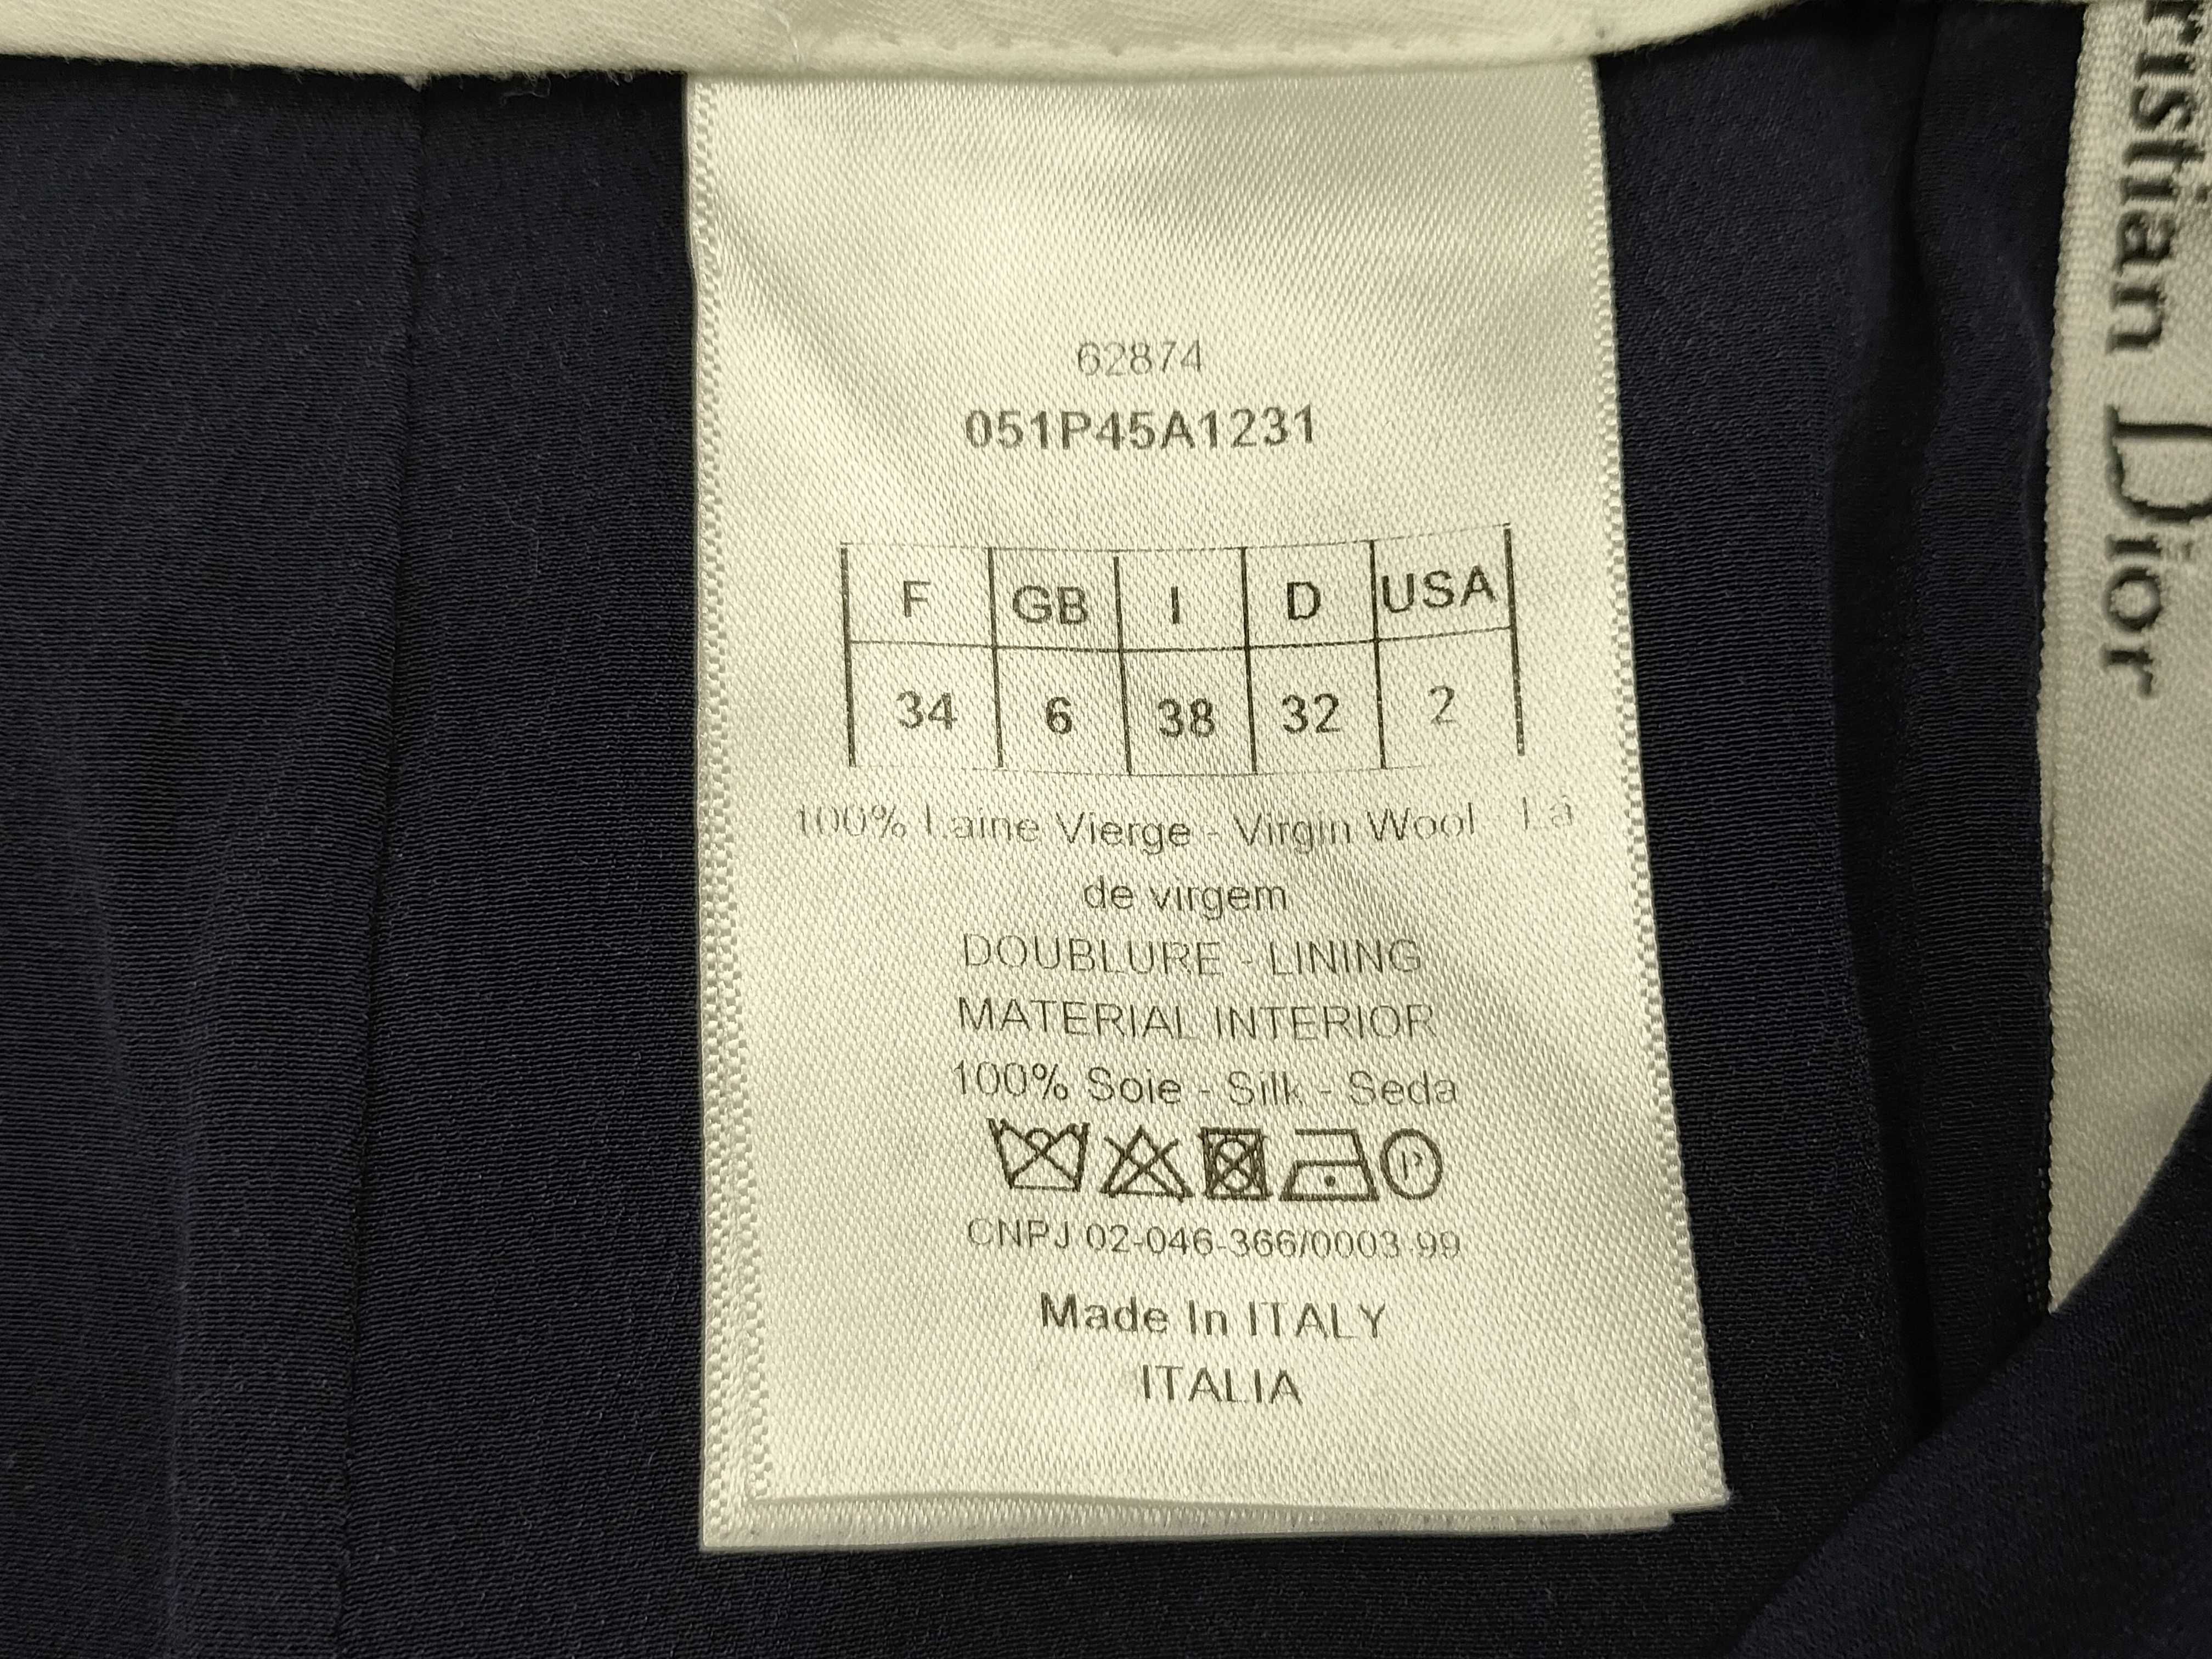 62874
051P45A1231
F GB I D USA
34 6 38 32 2
100% Laine Vierge - Virgin Wool - Lã
de virgem
DOUBLURE - LINING
MATERIAL INTERIOR
100% Soie - Silk - Seda
P
CNPJ 02-046-366/0003-99
Made In ITALY
ITALIA
ristian Dior